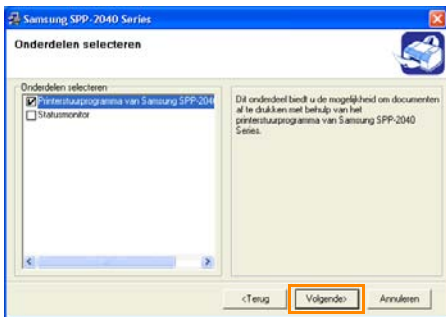 Samsung SPP-2040 Series
Onderdelen selecteren
Onderdelen selecteren
Printerstuurprogramma van Samsung SPP-204
Statusmonitor
Dit onderdeel biedt u de mogelijkheid om documenten
af te drukken met behulp van het
printerstuurprogramma van Samsung SPP-2040
Series.
<Terug
Volgende>
Annuleren